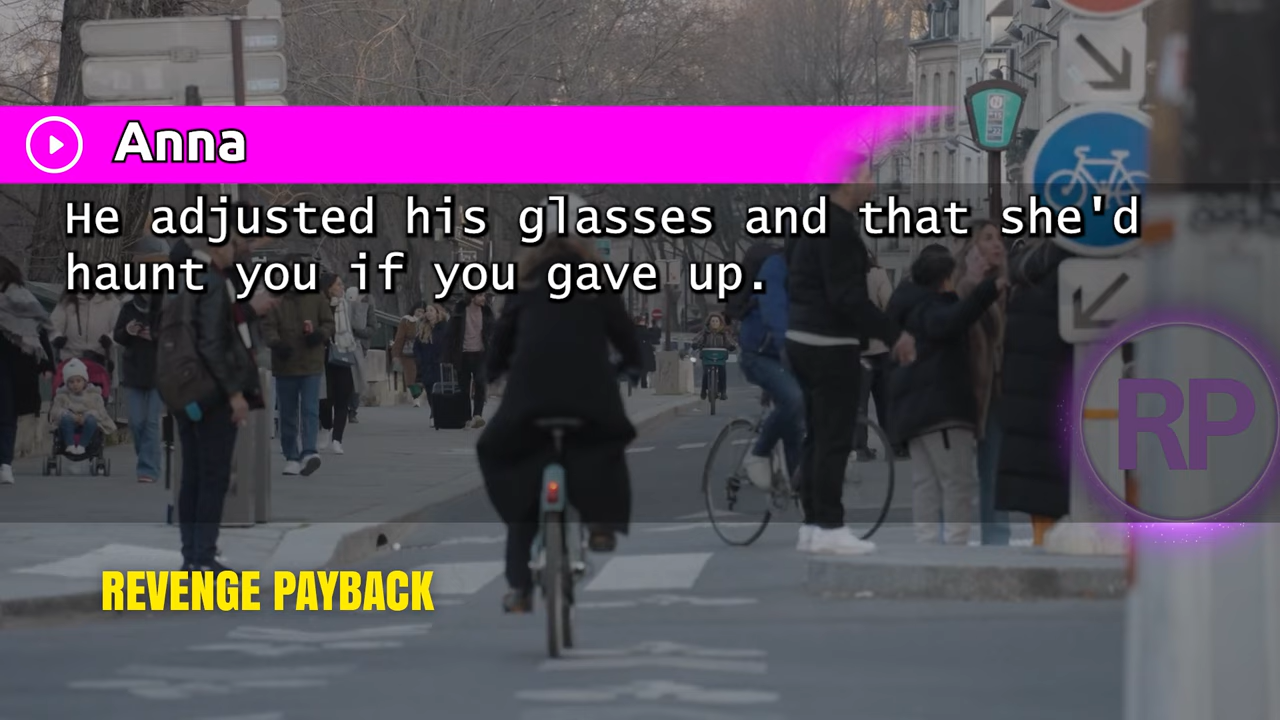 Anna
He adjusted his glasses and that she'd
haunt you if you gave up.
RP
REVENGE PAYBACK